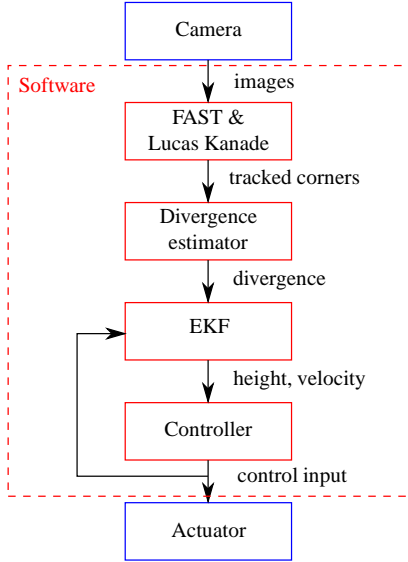 Camera
images
Software
FAST &
Lucas Kanade
tracked corners
Divergence
estimator
divergence
EKF
height, velocity
Controller
control input
Actuator